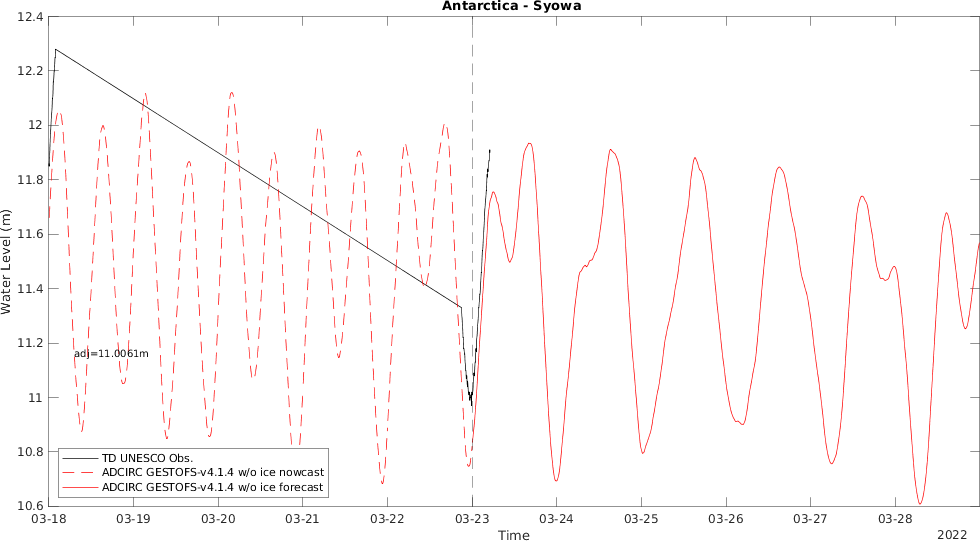 Antarctica - Syowa
12.4
12.2
12
11.8
11.6
11.4
11.2
11
10.8
10.6
Water Level (m)
adj=11.0061m
TD UNESCO Obs.
ADCIRC GESTOFS-v4.1.4 w/o ice nowcast
ADCIRC GESTOFS-v4.1.4 w/o ice forecast
03-18 03-19 03-20 03-21 03-22 03-23 03-24 03-25 03-26 03-27 03-28
Time
2022